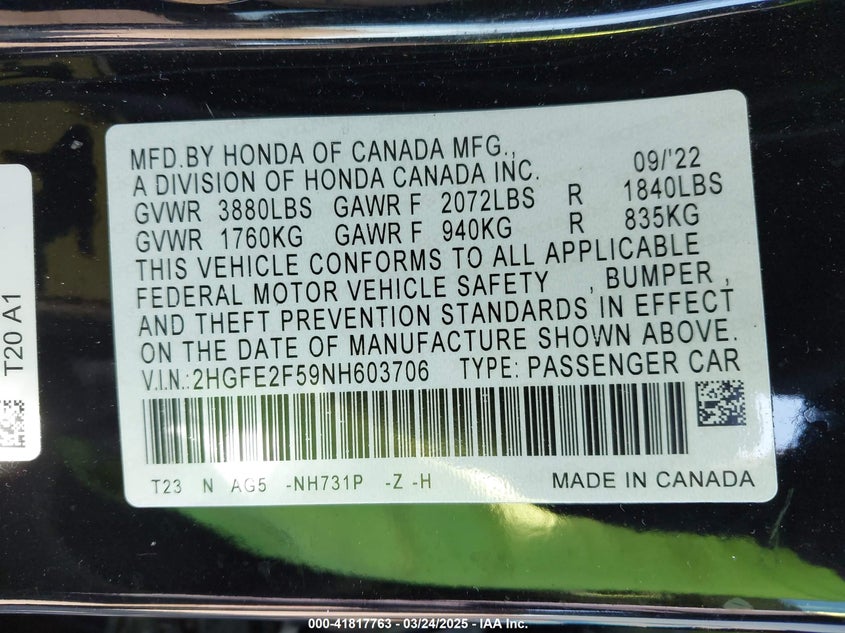 MFD.BY HONDA OF CANADA MFG.,
A DIVISION OF HONDA CANADA INC.
09/'22
GVWR 3880LBS GAWR F 2072LBS R 1840LBS
GVWR 1760KG GAWR F 940KG R 835KG
THIS VEHICLE CONFORMS TO ALL APPLICABLE
FEDERAL MOTOR VEHICLE SAFETY , BUMPER ,
AND THEFT PREVENTION STANDARDS IN EFFECT
ON THE DATE OF MANUFACTURE SHOWN ABOVE.
V.I.N.: 2HGFE2F59NH603706 TYPE: PASSENGER CAR
T23 N AG5 -NH731P -Z -H MADE IN CANADA
T20 A1
000-41817763 - 03/24/2025 - IAA Inc.